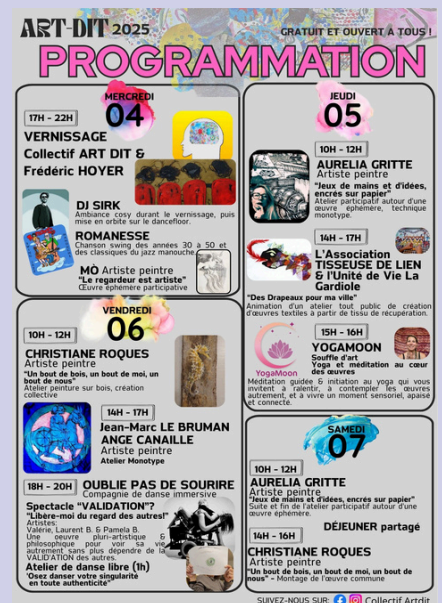 ART-DIT 2025
GRATUIT ET OUVERT À TOUS !
PROGRAMMATION
MERCREDI
04
17H - 22H
VERNISSAGE
Collectif ART DIT &
Frédéric HOYER
DJ SIRK
Ambiance cosy durant le vernissage, puis
mise en orbite sur le dancefloor.
ROMANESSE
Chanson swing des années 30 à 50 et
des classiques du jazz manouche
MÒ Artiste peintre
"Le regardeur est artiste"
Œuvre éphémère participative
JEUDI
05
10H - 12H
AURELIA GRITTE
Artiste peintre
"Jeux de mains et d'idées,
encrés sur papier"
Atelier participatif autour d'une
œuvre éphémère, technique
monotype.
14H - 17H
L'Association
TISSEUSE DE LIEN
& l'Unité de Vie La
Gardiole
"Des Drapeaux pour ma ville"
Animation d'un atelier tout public de création
d'œuvres textiles à partir de tissu de récupération.
15H - 16H
YOGAMOON
Souffle d'art
Yoga et méditation au cœur
des œuvres
YogaMoon
Méditation guidée & initiation au yoga qui vous
invitent à ralentir, à contempler les œuvres
autrement, et à vivre un moment sensoriel, apaisé
et connecté.
VENDREDI
06
10H - 12H
CHRISTIANE ROQUES
Artiste peintre
"Un bout de bois, un bout de moi, un
bout de nous"
Atelier peinture sur bois, création
collective
14H - 17H
Jean-Marc LE BRUMAN
ANGE CANAILLE
Artiste peintre
Atelier Monotype
18H - 20H
OUBLIE PAS DE SOURIRE
Compagnie de danse immersive
Spectacle "VALIDATION"?
"Libère-moi du regard des autres!"
Artistes:
Valérie, Laurent B. & Pamela B.
Une oeuvre pluri-artistique &
philosophique pour voir sa vie
autrement sans plus dépendre de la
VALIDATION des autres.
Atelier de danse libre (1h)
"Osez danser votre singularité
en toute authenticité"
SAMEDI
07
10H - 12H
AURELIA GRITTE
Artiste peintre
"Jeux de mains et d'idées, encrés sur papier"
Suite et fin de l'atelier participatif autour d'une
œuvre éphémère.
DÉJEUNER partagé
14H - 16H
CHRISTIANE ROQUES
Artiste peintre
"Un bout de bois, un bout de moi, un bout de
nous" - Montage de l'œuvre commune
SUIVEZ-NOUS SUR: Collectif Artdit